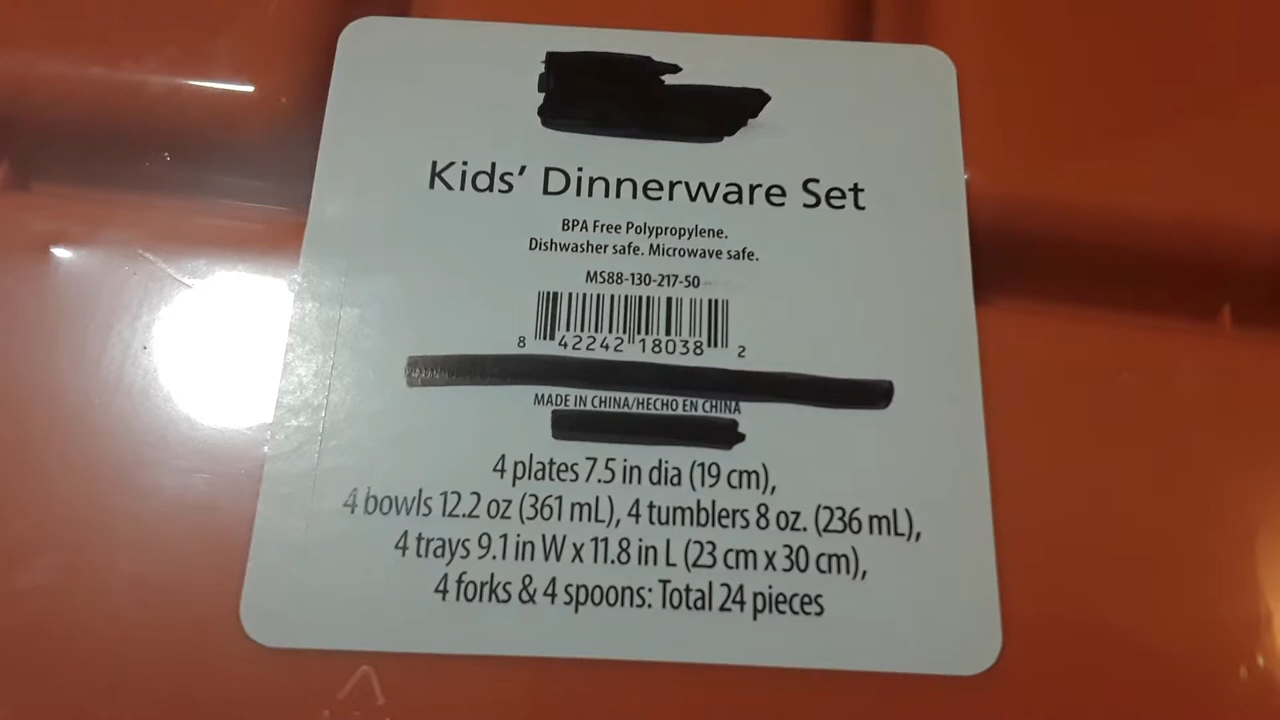 Kids' Dinnerware Set
BPA Free Polypropylene.
Dishwasher safe. Microwave safe.
MS88-130-217-50
8 42242 18038 2
MADE IN CHINA/HECHO EN CHINA
4 plates 7.5 in dia (19 cm),
4 bowls 12.2 oz (361 mL), 4 tumblers 8 oz. (236 mL),
4 trays 9.1 in W x 11.8 in L (23 cm x 30 cm),
4 forks & 4 spoons: Total 24 pieces